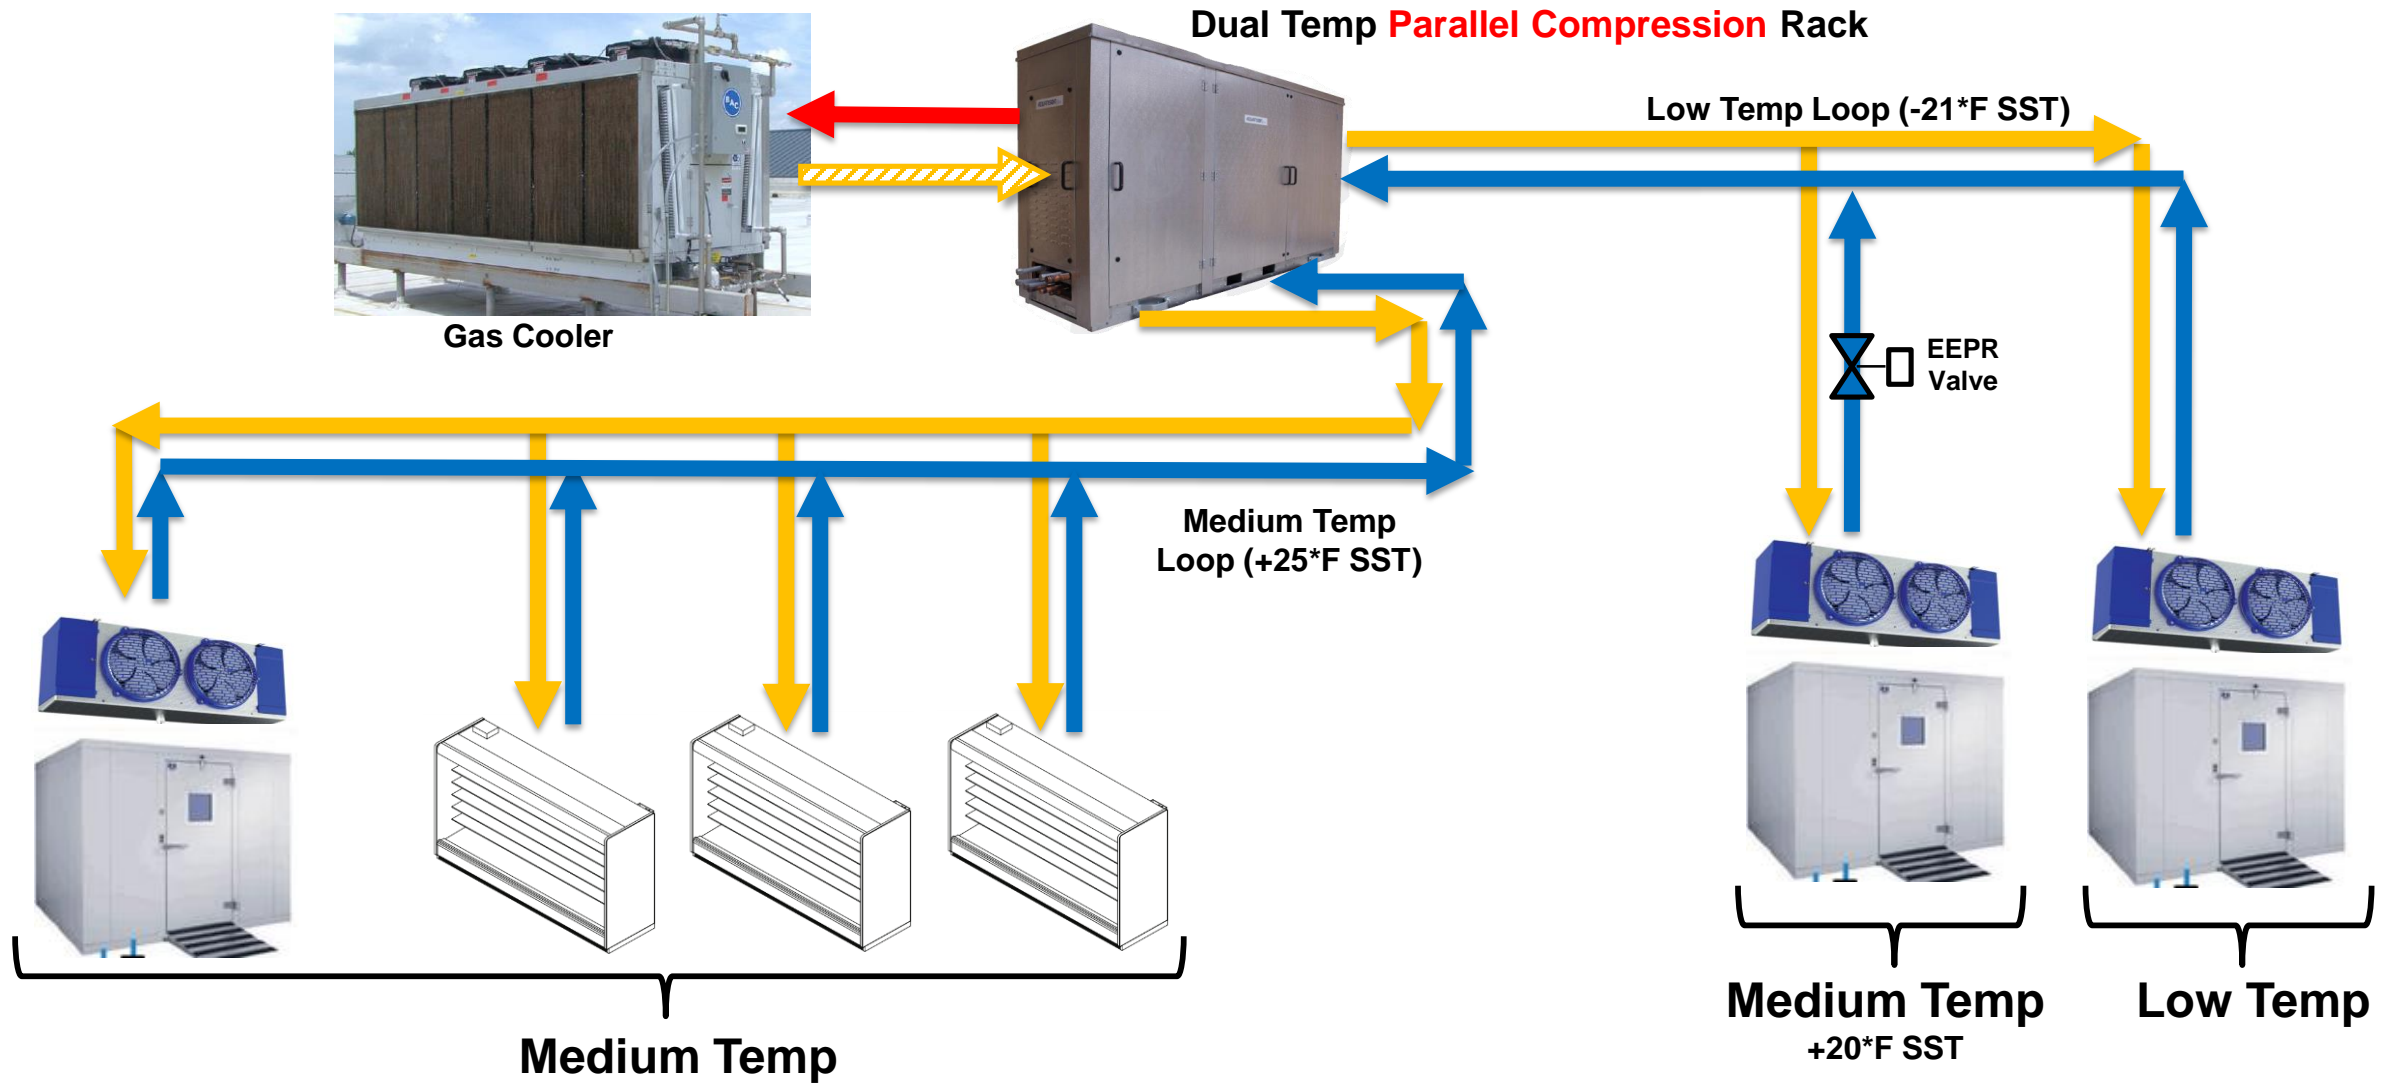 Dual Temp Parallel Compression Rack
BAC
Low Temp Loop (-21*F SST)
Gas Cooler
EEPR
Valve
Medium Temp
Loop (+25*F SST)
Medium Temp
+20*F SST
Low Temp
Medium Temp